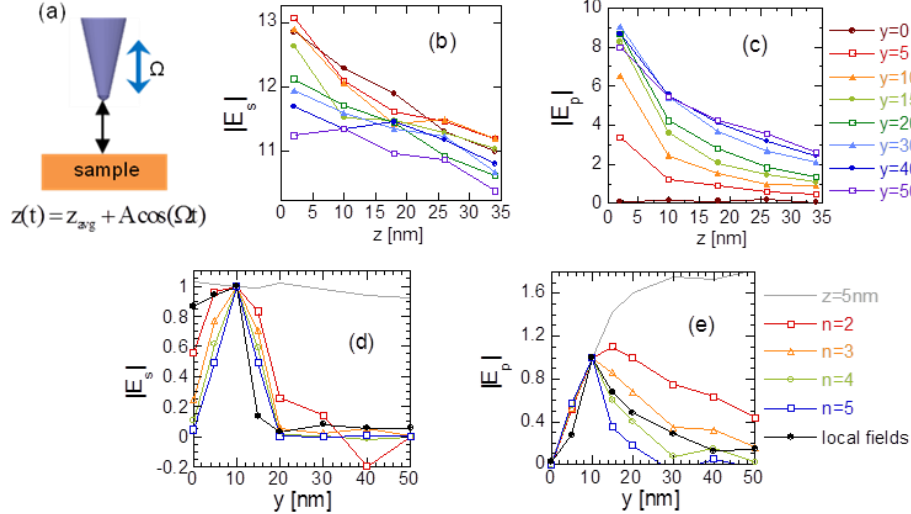 (a)
Ω
sample
z(t) = z_avg + A cos(Ωt)
13
12
11
|E_s|
(b)
0 5 10 15 20 25 30 35
z [nm]
10
8
6
4
2
0
|E_p|
(c)
0 5 10 15 20 25 30 35
z [nm]
y=0
y=5
y=10
y=15
y=20
y=30
y=40
y=50
1
0.8
0.6
0.4
0.2
0
-0.2
|E_s|
(d)
0 10 20 30 40 50
y [nm]
1.6
1.2
0.8
0.4
0
|E_p|
(e)
0 10 20 30 40 50
y [nm]
z=5nm
n=2
n=3
n=4
n=5
local fields